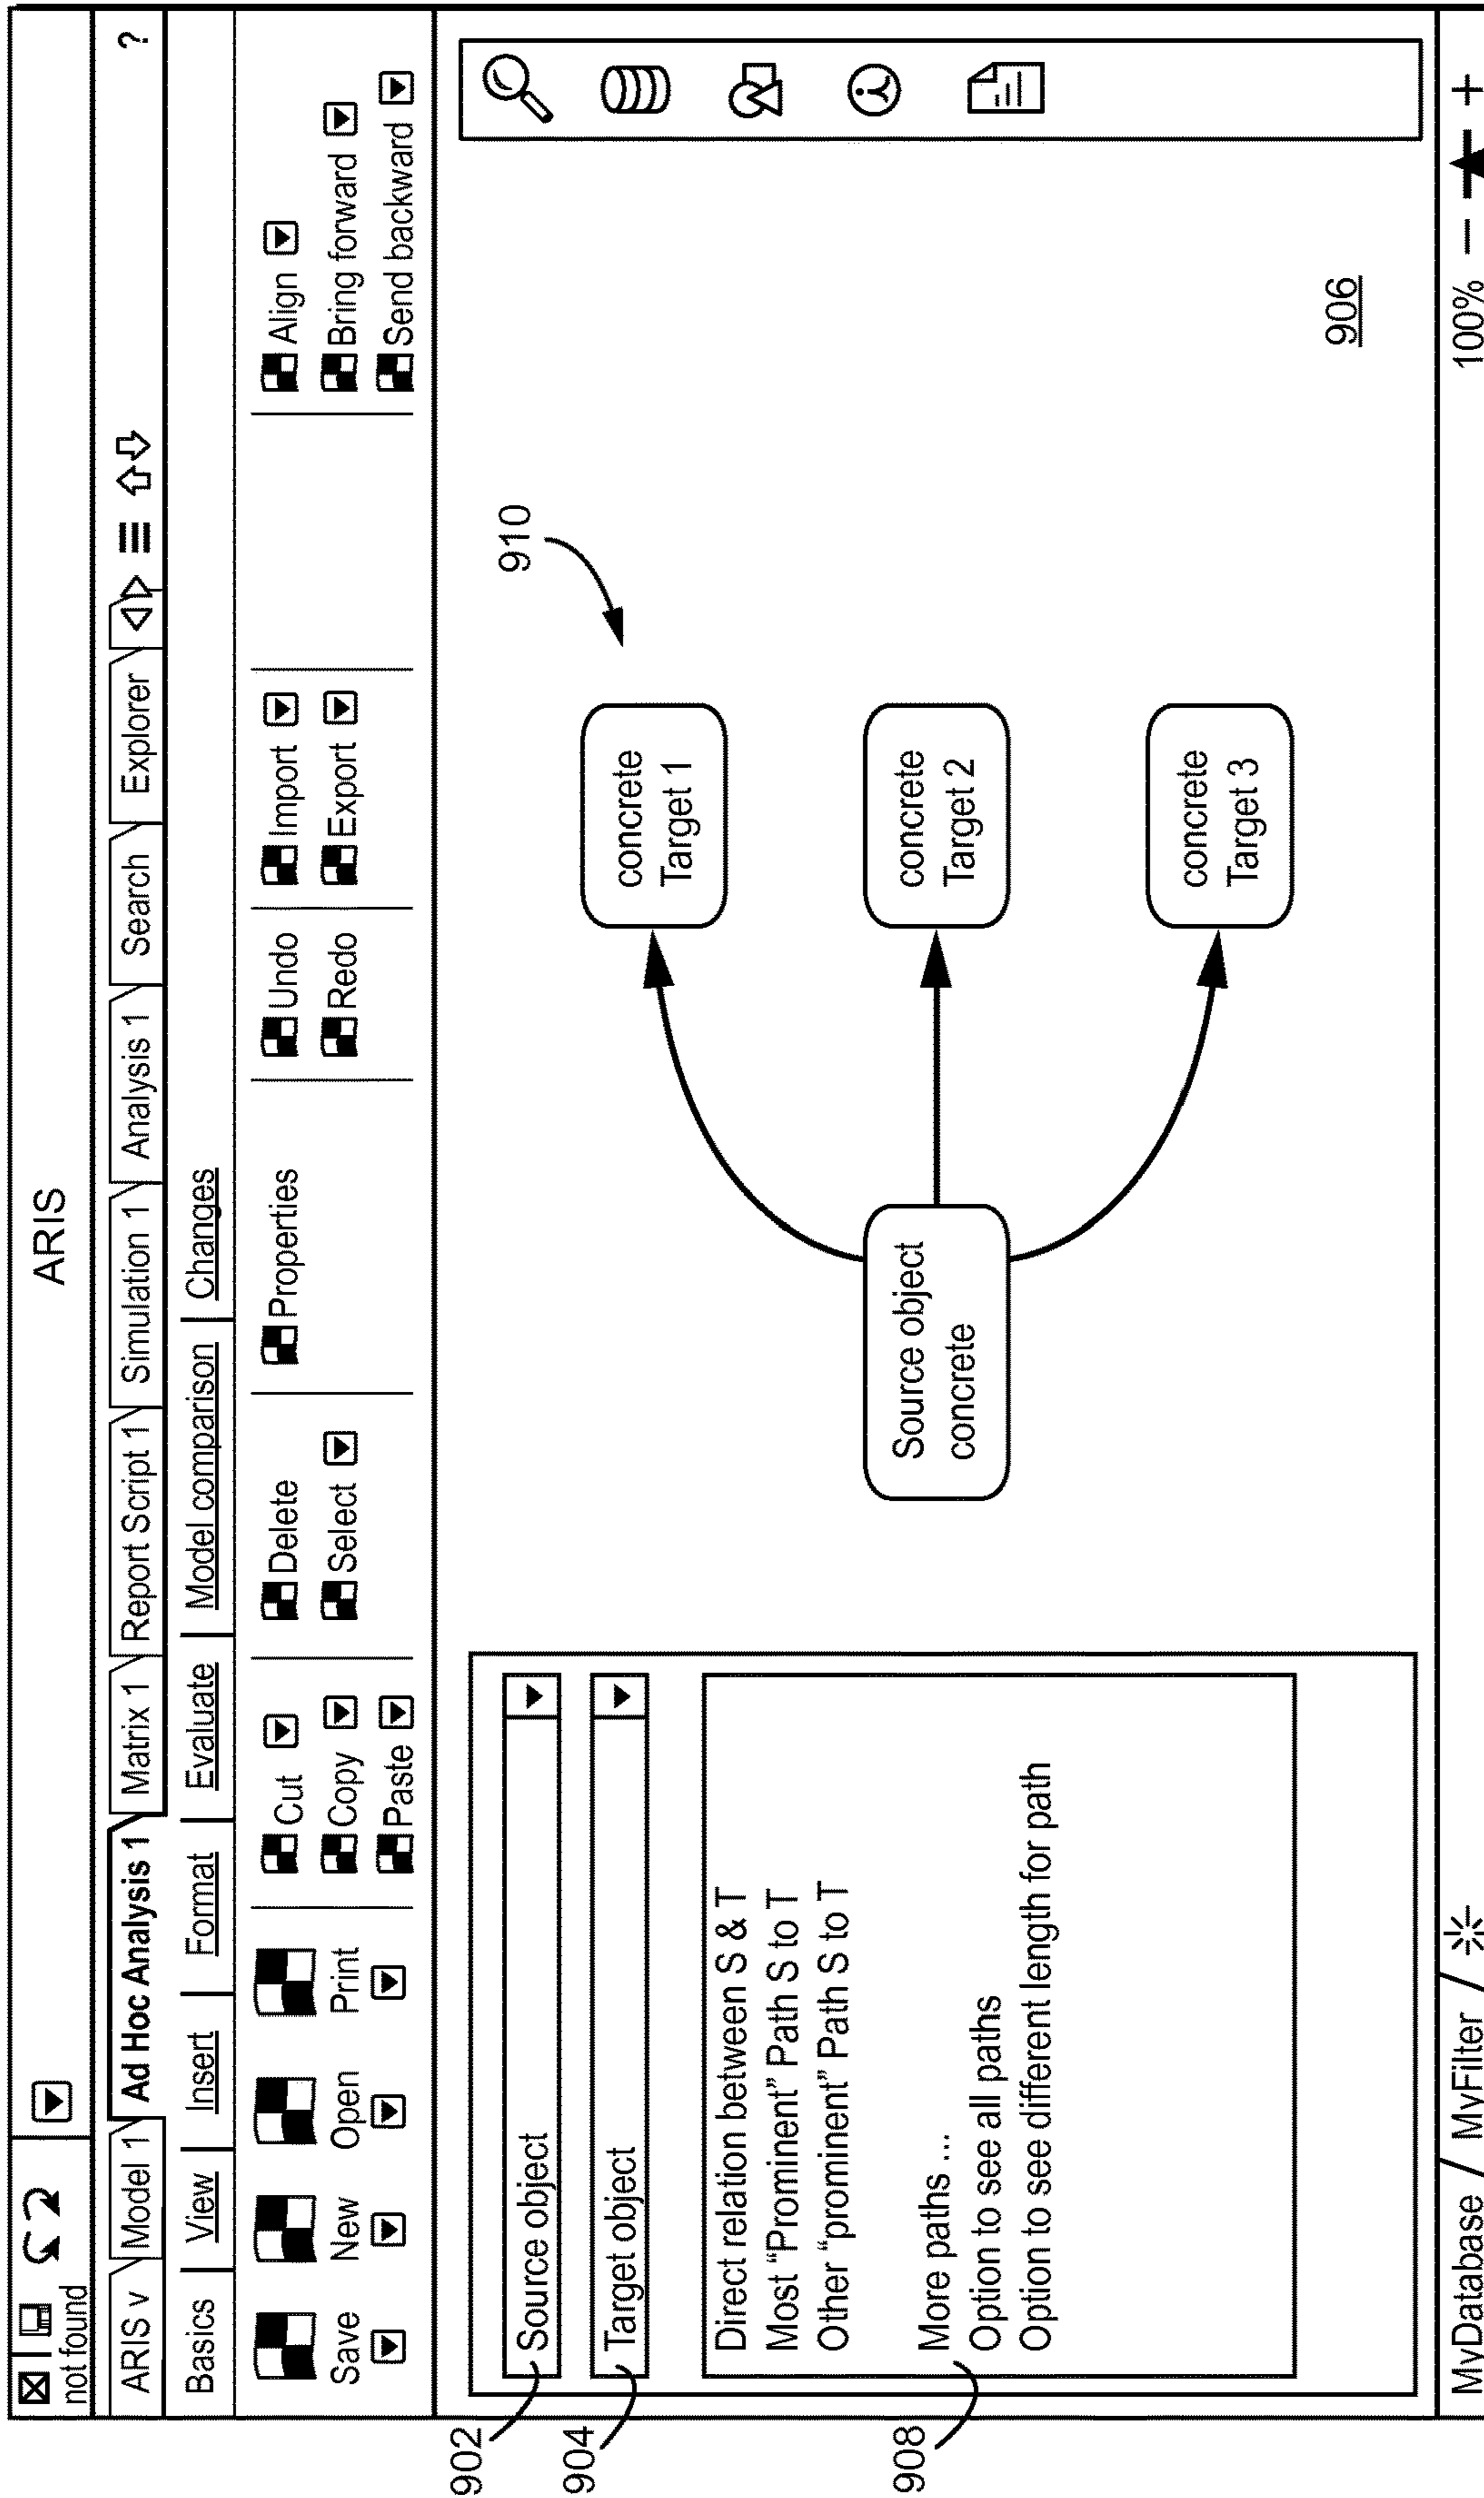 ARIS
not found
ARIS v
Model 1
Ad Hoc Analysis 1
Matrix 1
Report Script 1
Simulation 1
Analysis 1
Search
Explorer
?
Basics
View
Insert
Format
Evaluate
Model comparison
Changes
Save
New
Open
Print
Cut
Copy
Paste
Delete
Select
Properties
Undo
Redo
Import
Export
Align
Bring forward
Send backward
902
Source object
904
Target object
Direct relation between S & T
Most “Prominent” Path S to T
Other “prominent” Path S to T
908
More paths ...
Option to see all paths
Option to see different length for path
Source object
concrete
concrete
Target 1
concrete
Target 2
concrete
Target 3
910
906
MyDatabase / MyFilter /
100% – +